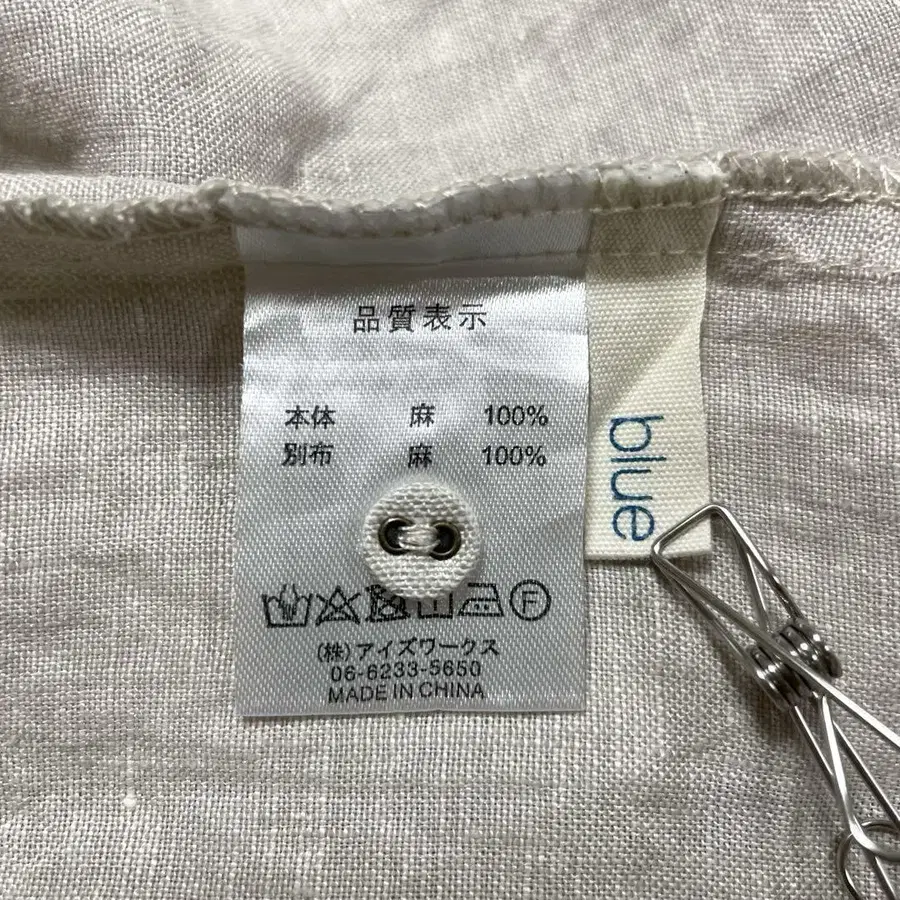 品質表示
本体 麻 100%
別布 麻 100%
F
(株)アイズワークス
06-6233-5650
MADE IN CHINA
blue